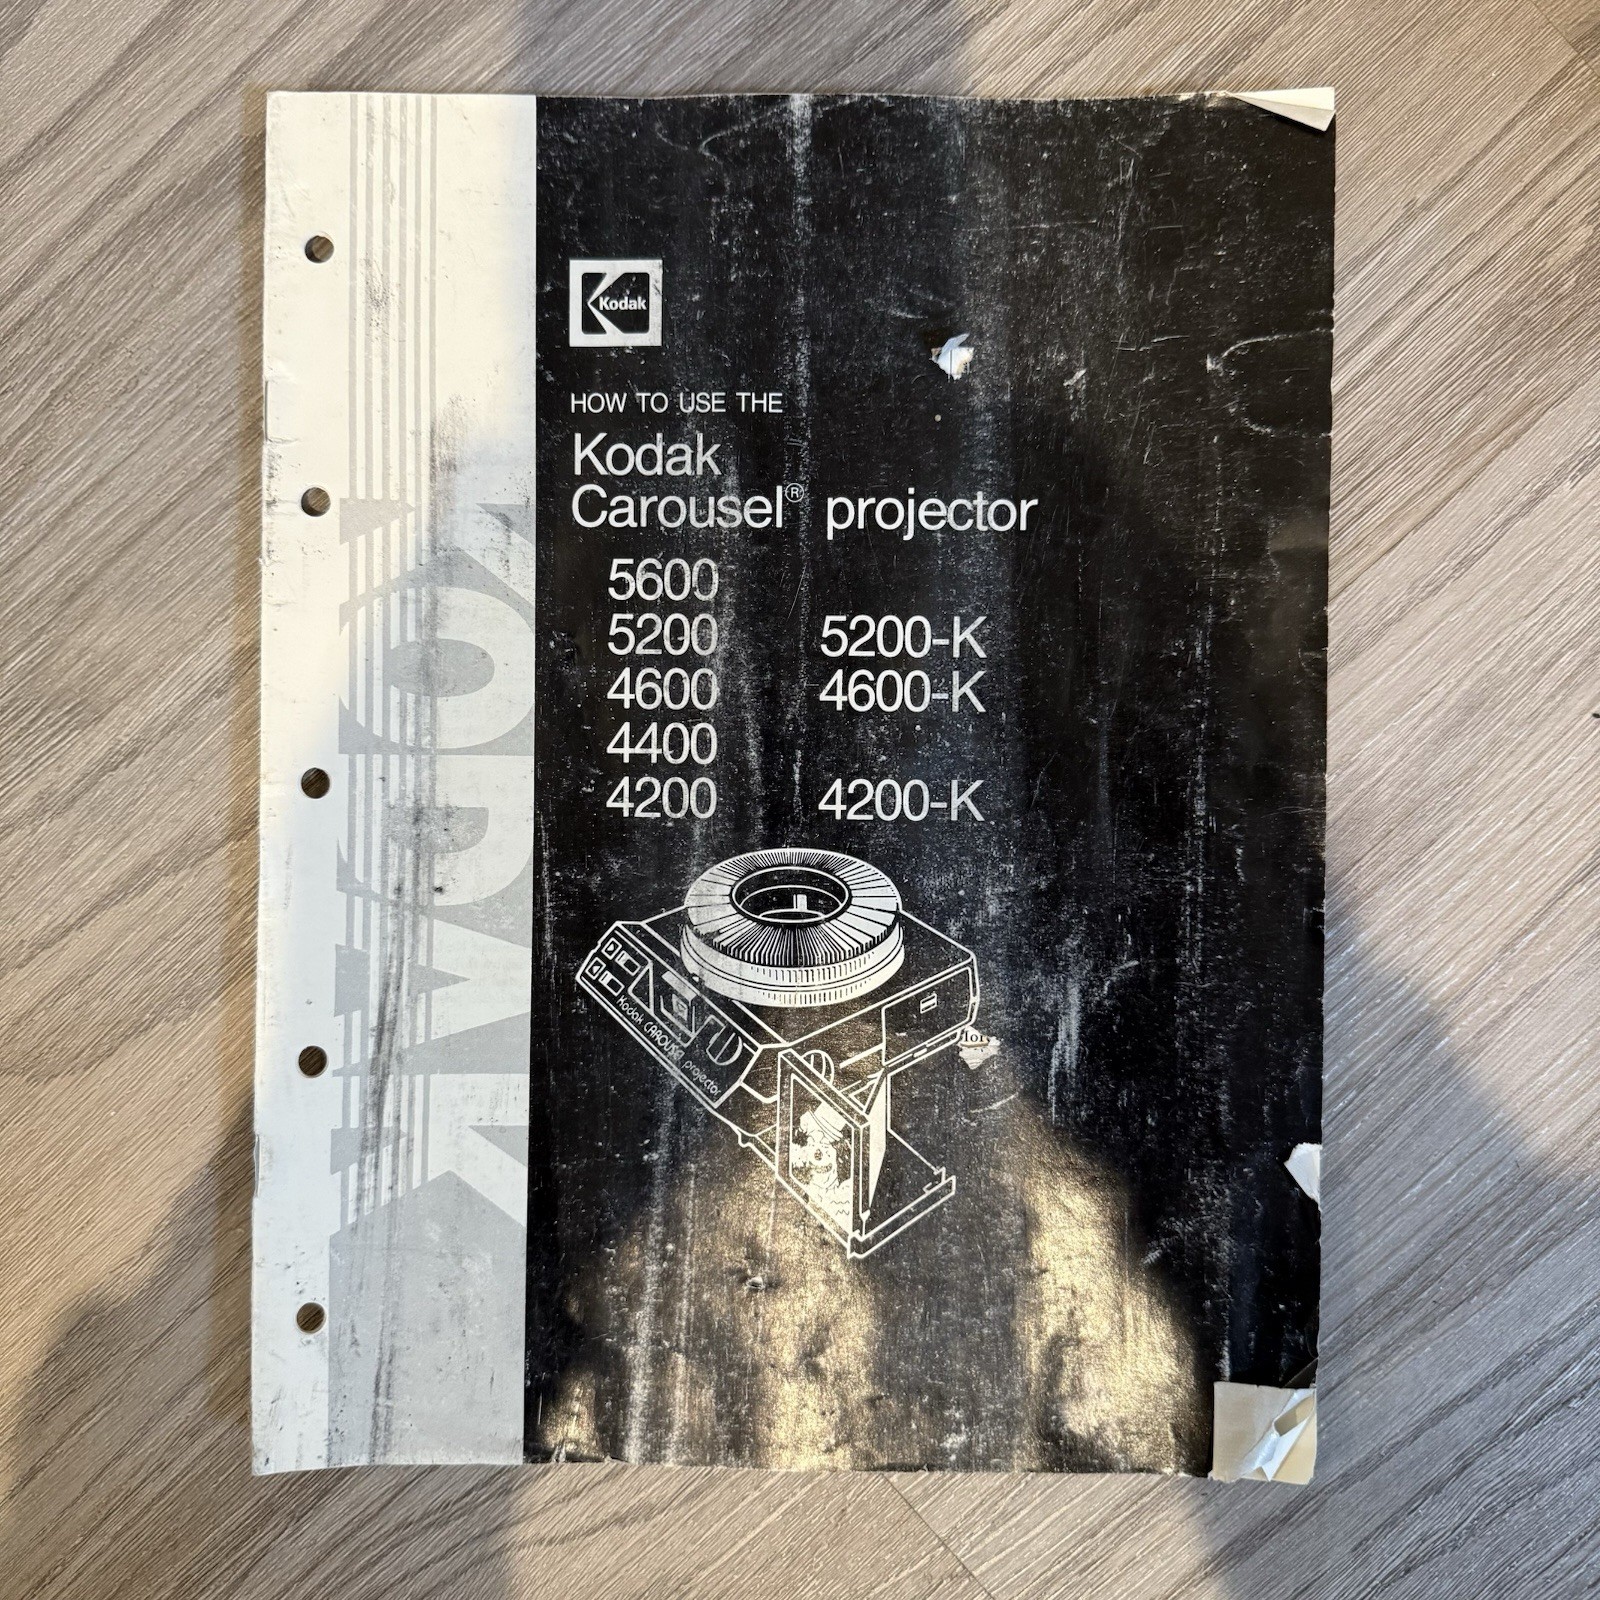 Kodak
HOW TO USE THE
Kodak
Carousel® projector
5600
5200 5200-K
4600 4600-K
4400
4200 4200-K
Kodak CAROUSEL projector
KODAK